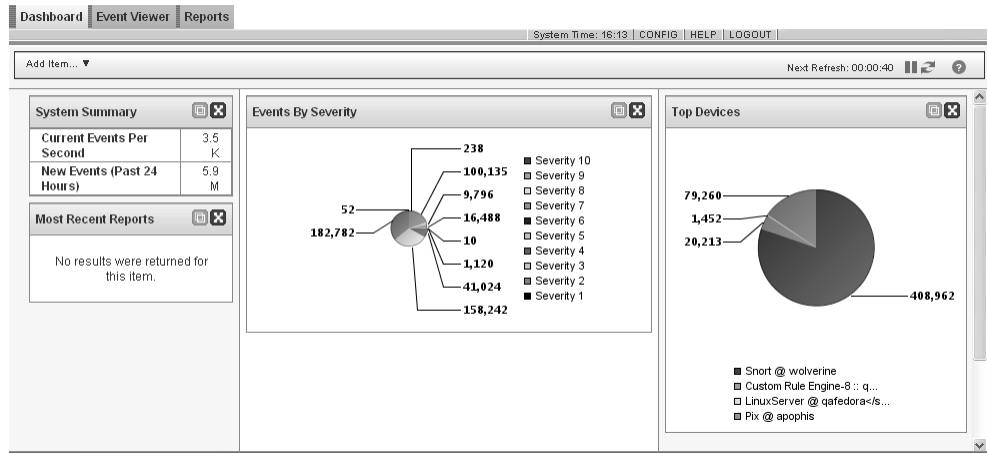 Dashboard Event Viewer Reports
System Time: 16:13 | CONFIG | HELP | LOGOUT |
Add Item... ▼
Next Refresh: 00:00:40
System Summary
Current Events Per Second
3.5 K
New Events (Past 24 Hours)
5.9 M
Most Recent Reports
No results were returned for
this item.
Events By Severity
238
100,135
9,796
16,488
10
1,120
41,024
158,242
52
182,782
Severity 10
Severity 9
Severity 8
Severity 7
Severity 6
Severity 5
Severity 4
Severity 3
Severity 2
Severity 1
Top Devices
79,260
1,452
20,213
408,962
Snort @ wolverine
Custom Rule Engine-8 :: q...
LinuxServer @ qafedora</s...
Pix @ apophis